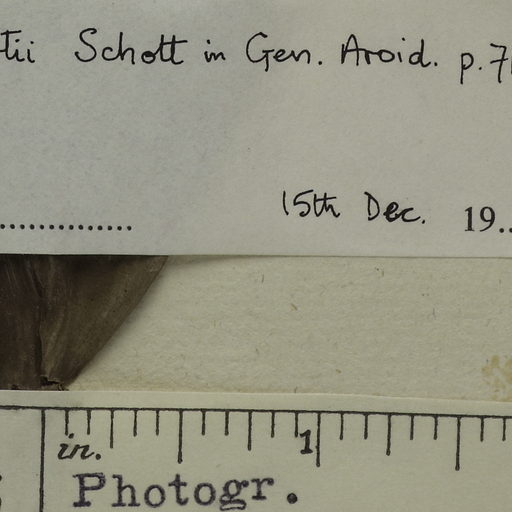 tii Schott in Gen. Aroid. p. 7
15th Dec. 19..
in. 1
Photogr.